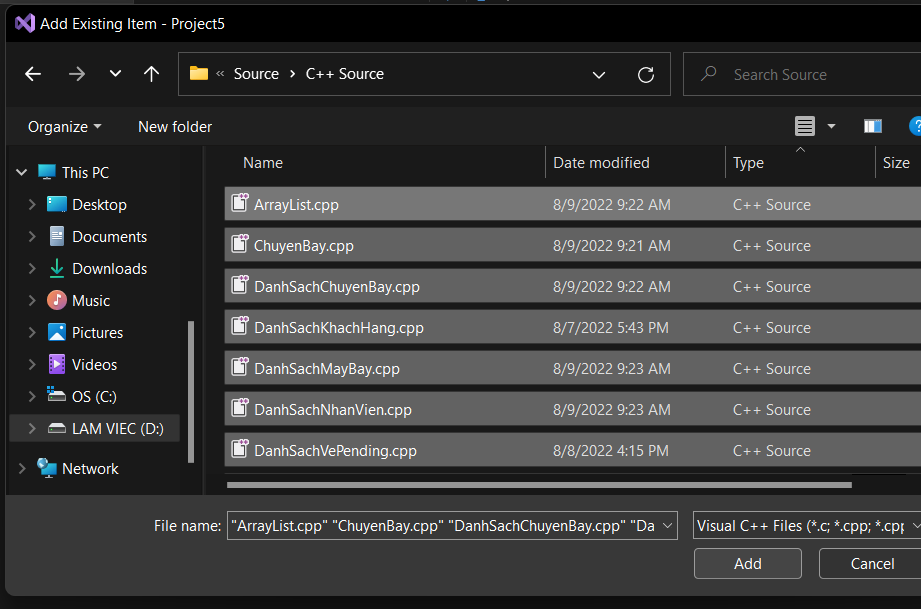 Add Existing Item - Project5
« Source › C++ Source
Search Source
Organize
New folder
Name Date modified Type Size
This PC
Desktop
Documents
Downloads
Music
Pictures
Videos
OS (C:)
LAM VIEC (D:)
Network
ArrayList.cpp 8/9/2022 9:22 AM C++ Source
ChuyenBay.cpp 8/9/2022 9:21 AM C++ Source
DanhSachChuyenBay.cpp 8/9/2022 9:22 AM C++ Source
DanhSachKhachHang.cpp 8/7/2022 5:43 PM C++ Source
DanhSachMayBay.cpp 8/9/2022 9:23 AM C++ Source
DanhSachNhanVien.cpp 8/9/2022 9:23 AM C++ Source
DanhSachVePending.cpp 8/8/2022 4:15 PM C++ Source
File name: "ArrayList.cpp" "ChuyenBay.cpp" "DanhSachChuyenBay.cpp" "Da
Visual C++ Files (*.c; *.cpp; *.cpp
Add
Cancel